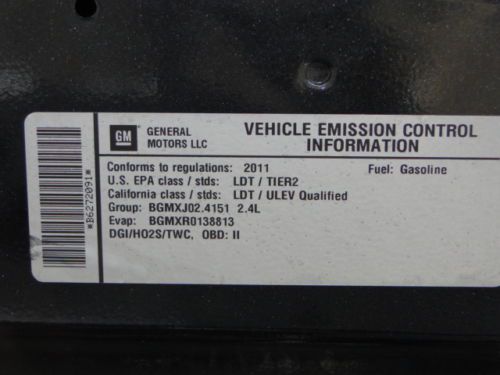 *B6272091*
GM GENERAL MOTORS LLC
VEHICLE EMISSION CONTROL
INFORMATION
Conforms to regulations: 2011 Fuel: Gasoline
U.S. EPA class / stds: LDT / TIER2
California class / stds: LDT / ULEV Qualified
Group: BGMXJ02.4151 2.4L
Evap: BGMXR0138813
DGI/HO2S/TWC, OBD: II